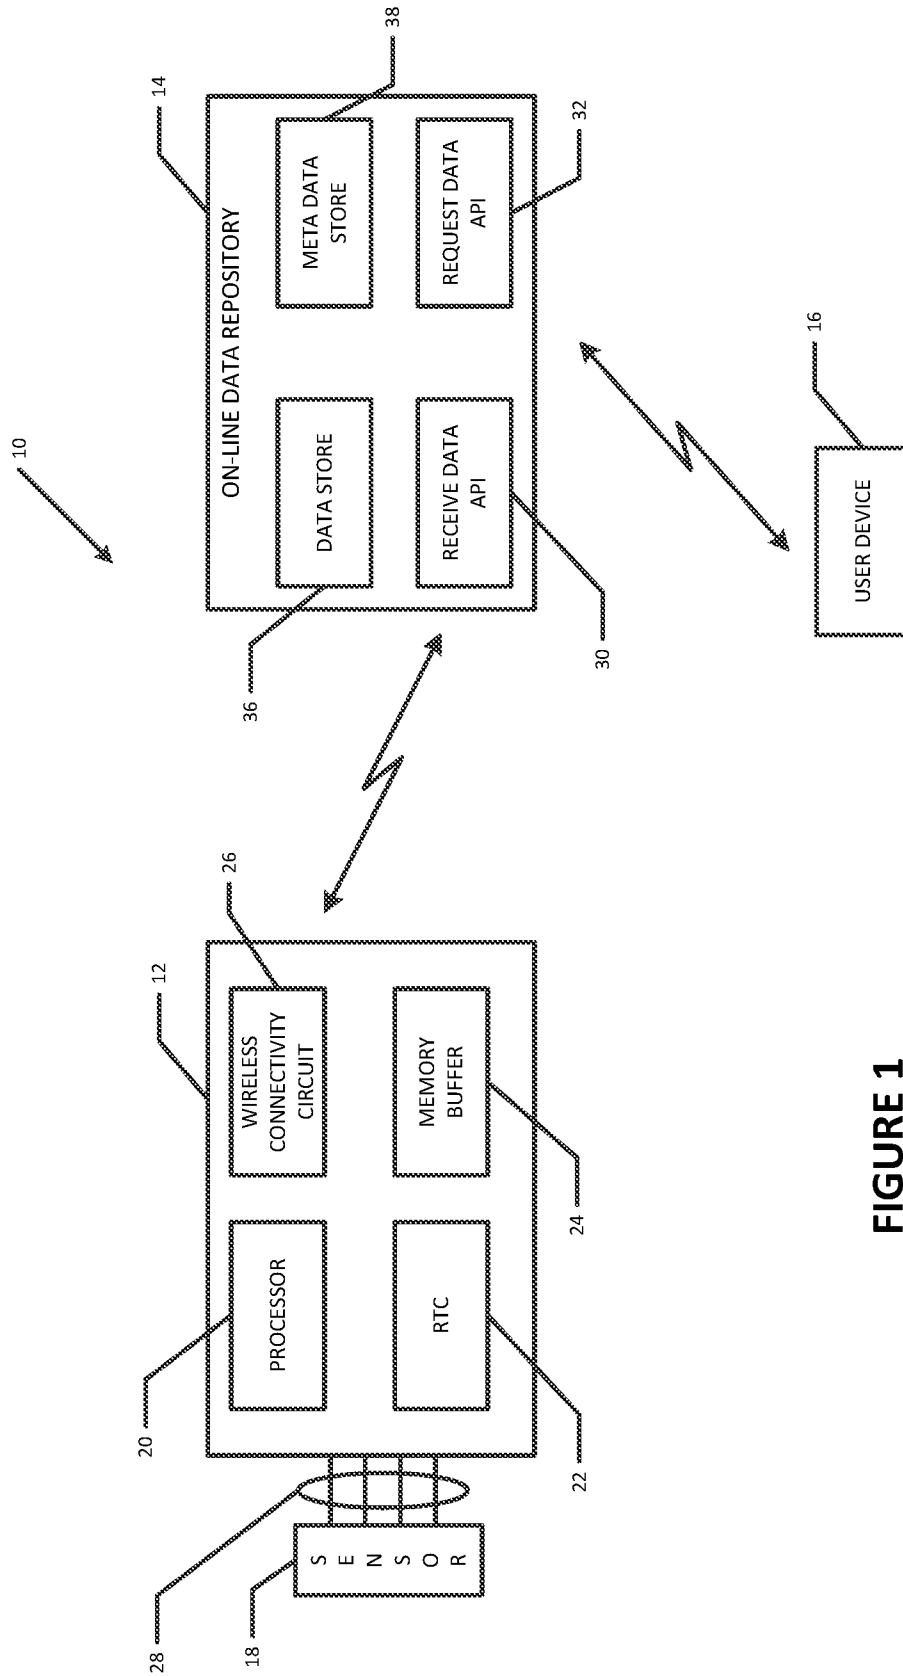 10
12
14
ON-LINE DATA REPOSITORY
20
PROCESSOR
26
WIRELESS
CONNECTIVITY
CIRCUIT
36
DATA STORE
38
META DATA
STORE
28
18
S
E
N
S
O
R
RTC
22
MEMORY
BUFFER
24
RECEIVE DATA
API
30
REQUEST DATA
API
32
16
USER DEVICE
FIGURE 1